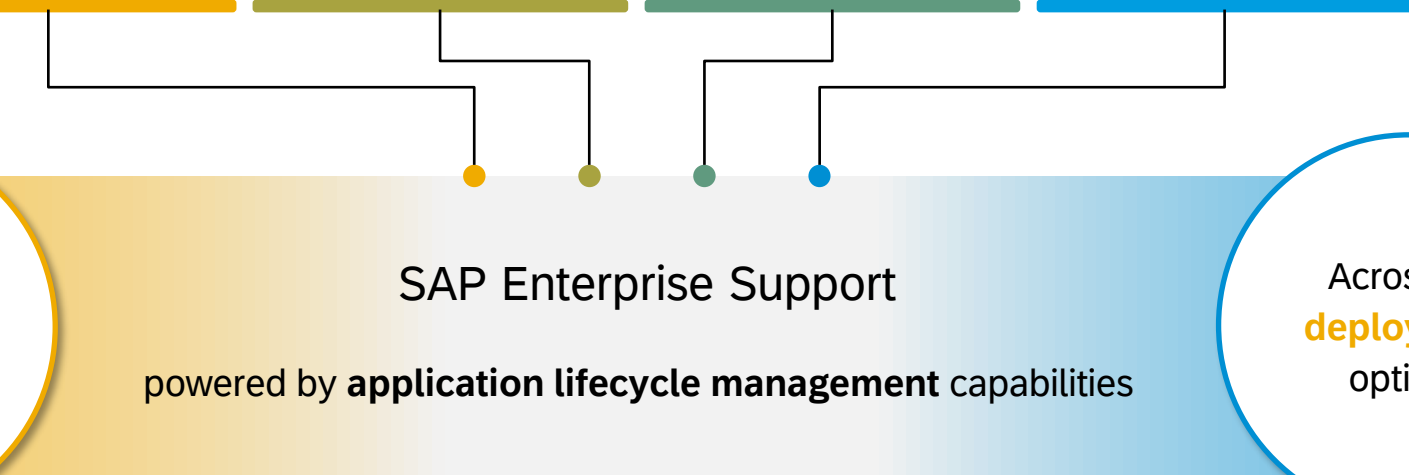 SAP Enterprise Support
powered by application lifecycle management capabilities